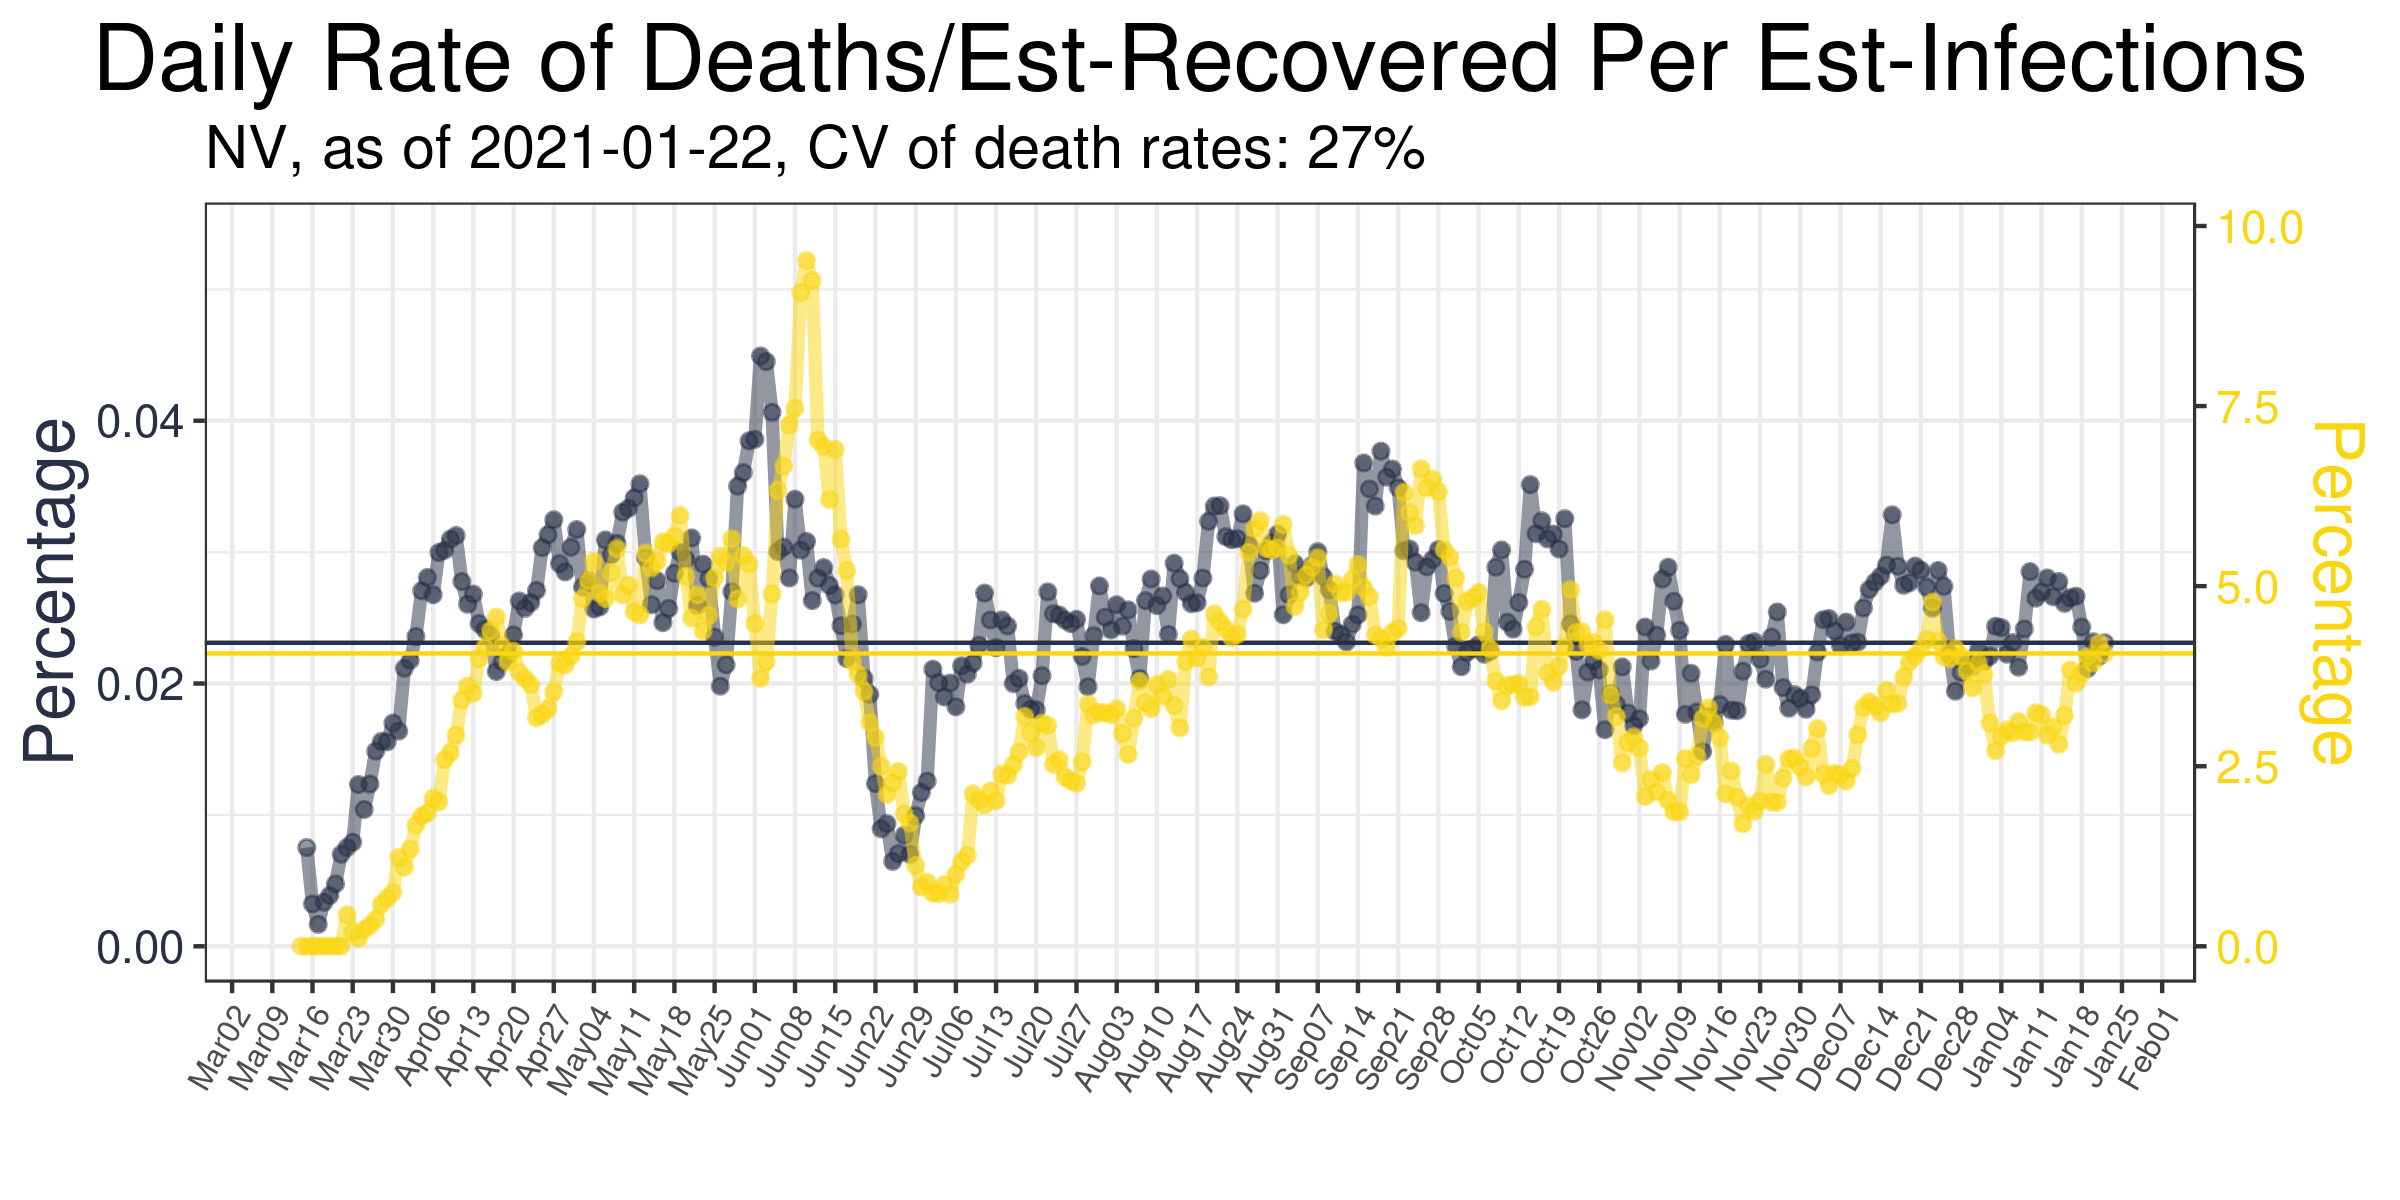 Daily Rate of Deaths/Est-Recovered Per Est-Infections
NV, as of 2021-01-22, CV of death rates: 27%
Percentage
0.04
0.02
0.00
10.0
7.5
5.0
2.5
0.0
Percentage
Mar02
Mar09
Mar16
Mar23
Mar30
Apr06
Apr13
Apr20
Apr27
May04
May11
May18
May25
Jun01
Jun08
Jun15
Jun22
Jun29
Jul06
Jul13
Jul20
Jul27
Aug03
Aug10
Aug17
Aug24
Aug31
Sep07
Sep14
Sep21
Sep28
Oct05
Oct12
Oct19
Oct26
Nov02
Nov09
Nov16
Nov23
Nov30
Dec07
Dec14
Dec21
Dec28
Jan04
Jan11
Jan18
Jan25
Feb01